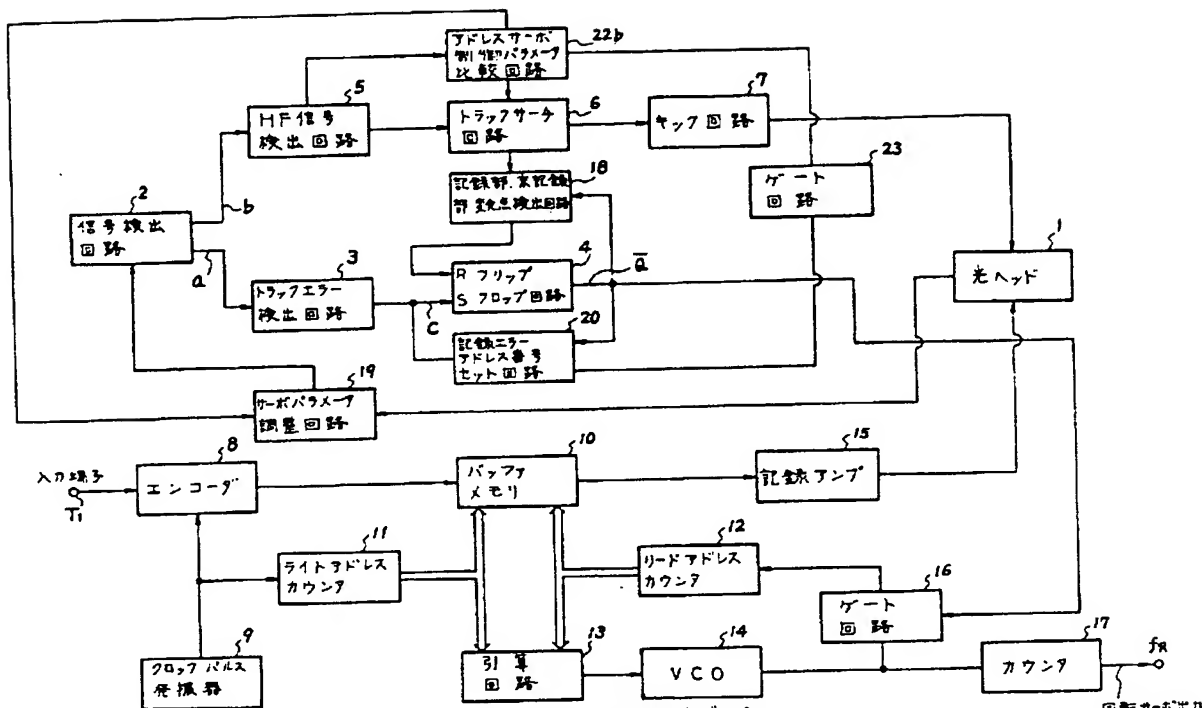 アドレスサーボ
制御パラメータ
比較回路
22b
5
HF信号
検出回路
6
トラックサーチ
回路
7
キック回路
18
記録部、未記録
部変化点検出回路
23
ゲート
回路
2
信号検出
回路
b
a
3
トラックエラー
検出回路
4
R フリップ
S フロップ回路
Q̅
C
1
光ヘッド
20
記録エラー
アドレス番号
セット回路
19
サーボパラメータ
調整回路
入力端子
T1
8
エンコーダ
10
バッファ
メモリ
15
記録アンプ
11
ライトアドレス
カウンタ
12
リードアドレス
カウンタ
16
ゲート
回路
9
クロックパルス
発振器
13
引算
回路
14
VCO
17
カウンタ
fR
回転サーボ出力